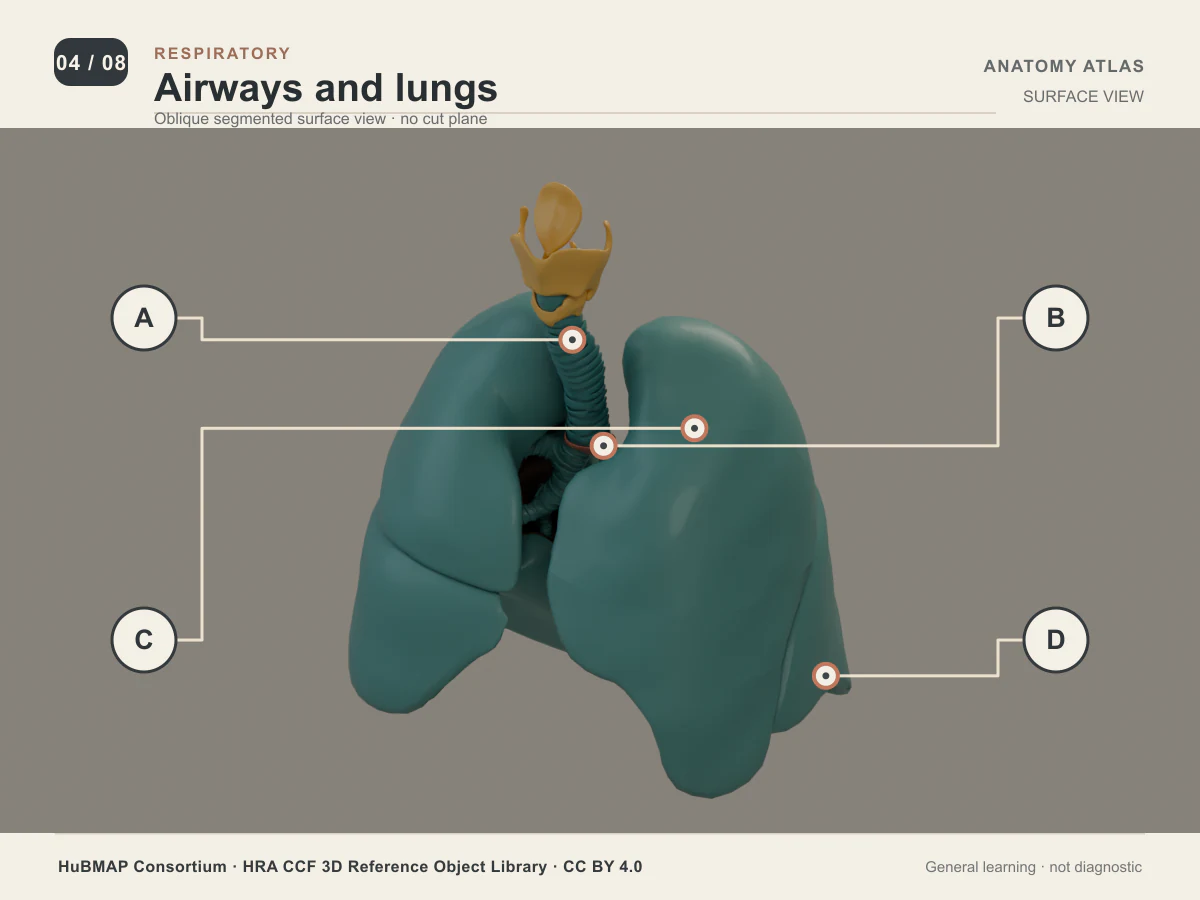 04 / 08
RESPIRATORY
Airways and lungs
Oblique segmented surface view · no cut plane
ANATOMY ATLAS
SURFACE VIEW
A
B
C
D
HuBMAP Consortium · HRA CCF 3D Reference Object Library · CC BY 4.0
General learning · not diagnostic